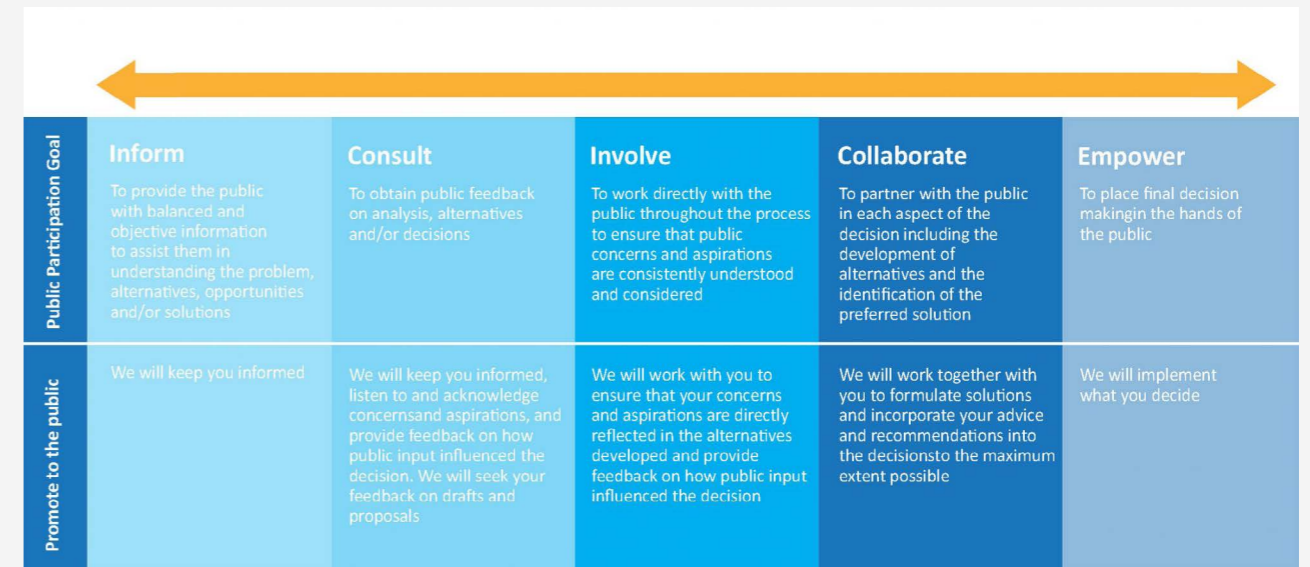 Public Participation Goal
Inform
To provide the public
with balanced and
objective information
to assist them in
understanding the problem,
alternatives, opportunities
and/or solutions
Consult
To obtain public feedback
on analysis, alternatives
and/or decisions
Involve
To work directly with the
public throughout the process
to ensure that public
concerns and aspirations
are consistently understood
and considered
Collaborate
To partner with the public
in each aspect of the
decision including the
development of
alternatives and the
identification of the
preferred solution
Empower
To place final decision
makingin the hands of
the public
Promote to the public
We will keep you informed
We will keep you informed,
listen to and acknowledge
concernsand aspirations, and
provide feedback on how
public input influenced the
decision. We will seek your
feedback on drafts and
proposals
We will work with you to
ensure that your concerns
and aspirations are directly
reflected in the alternatives
developed and provide
feedback on how public input
influenced the decision
We will work together with
you to formulate solutions
and incorporate your advice
and recommendations into
the decisionsto the maximum
extent possible
We will implement
what you decide